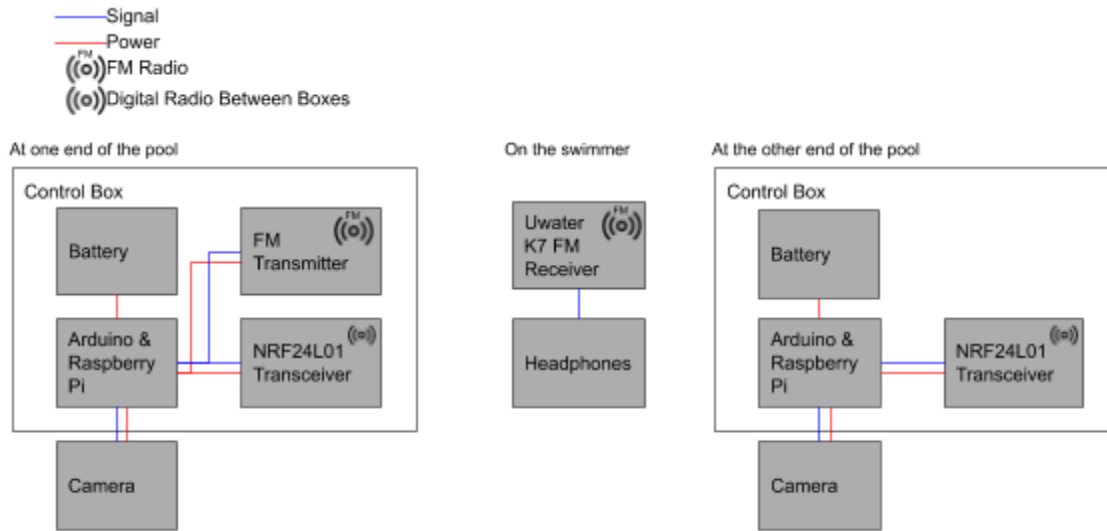 Signal
Power
FM
FM Radio
Digital Radio Between Boxes
At one end of the pool
Control Box
Battery
FM
Transmitter
FM
Arduino &
Raspberry
Pi
NRF24L01
Transceiver
Camera
On the swimmer
Uwater
K7 FM
Receiver
FM
Headphones
At the other end of the pool
Control Box
Battery
Arduino &
Raspberry
Pi
NRF24L01
Transceiver
Camera